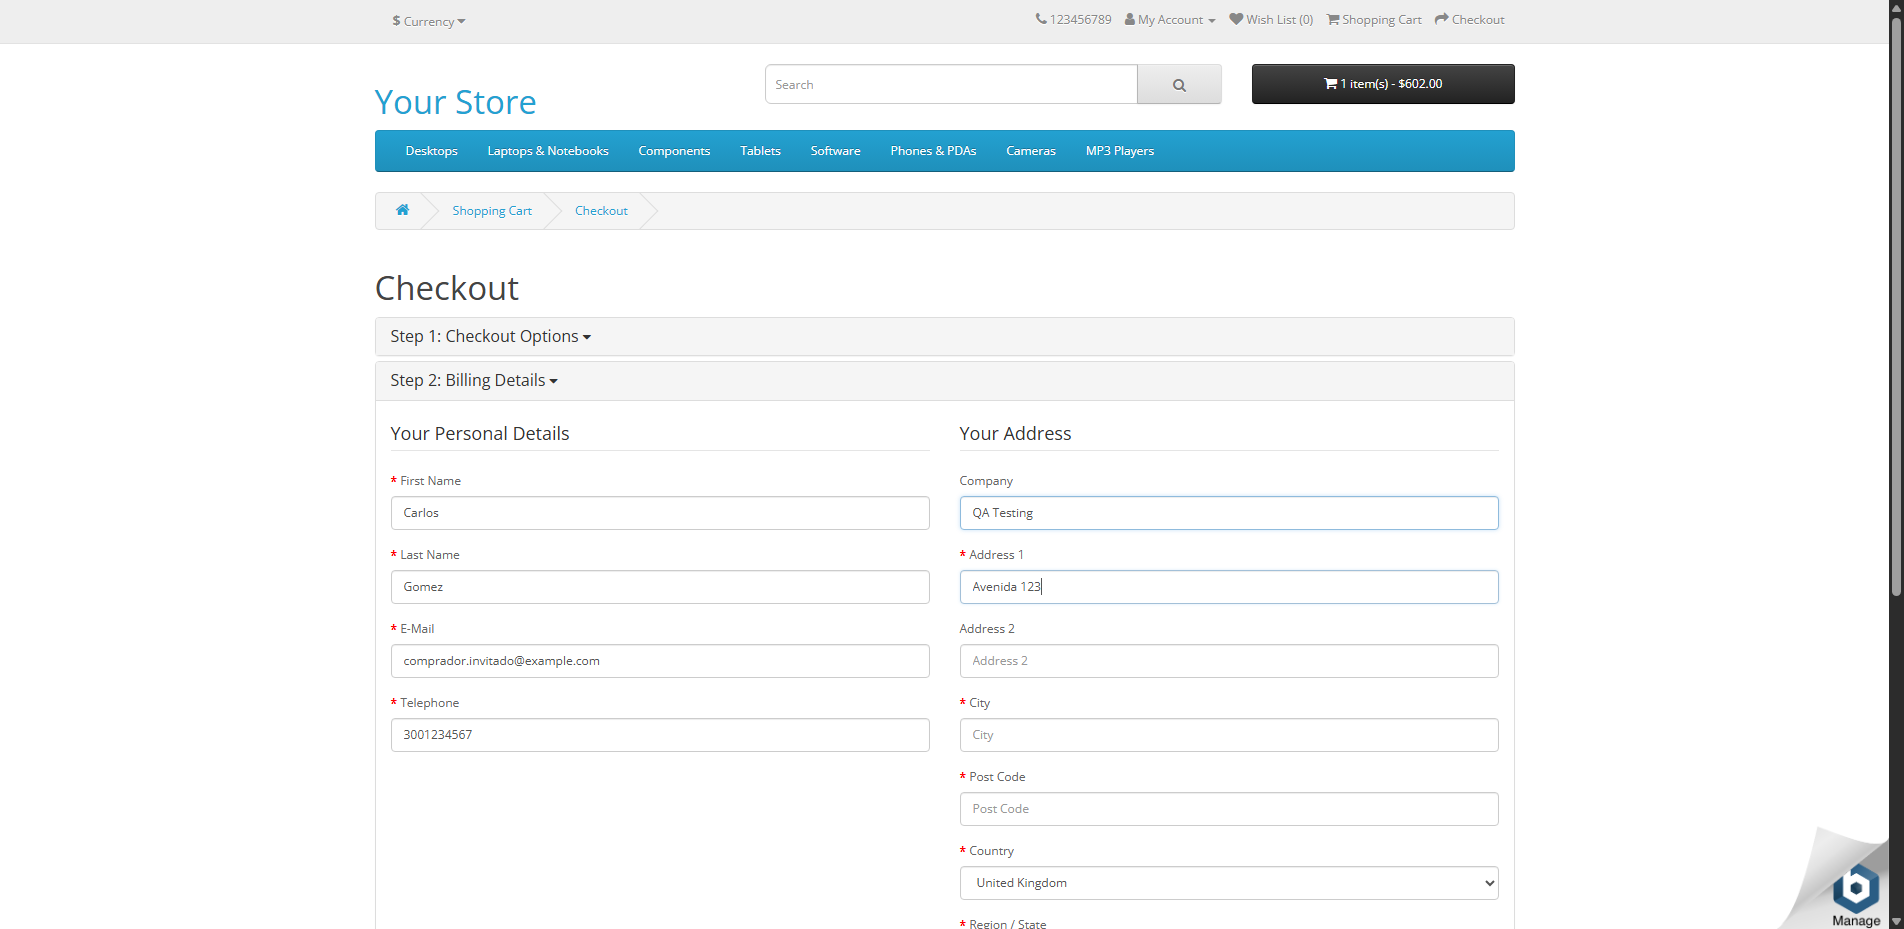 $ Currency
123456789 My Account Wish List (0) Shopping Cart Checkout
Your Store
Search
1 item(s) - $602.00
Desktops Laptops & Notebooks Components Tablets Software Phones & PDAs Cameras MP3 Players
Shopping Cart Checkout
Checkout
Step 1: Checkout Options
Step 2: Billing Details
Your Personal Details
* First Name
Carlos
* Last Name
Gomez
* E-Mail
comprador.invitado@example.com
* Telephone
3001234567
Your Address
Company
QA Testing
* Address 1
Avenida 123
Address 2
Address 2
* City
City
* Post Code
Post Code
* Country
United Kingdom
* Region / State
Manage